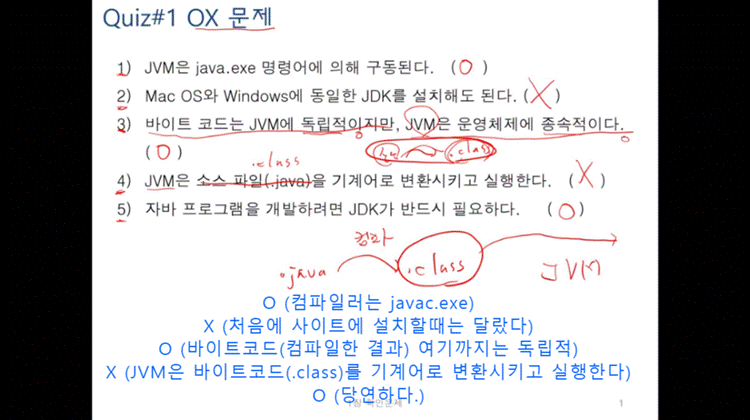 Quiz#1 OX 문제
1) JVM은 java.exe 명령어에 의해 구동된다. ( O )
2) Mac OS와 Windows에 동일한 JDK를 설치해도 된다. ( X )
3) 바이트 코드는 JVM에 독립적이지만, JVM은 운영체제에 종속적이다.
( O )
.class
.class
4) JVM은 소스 파일(.java)을 기계어로 변환시키고 실행한다. ( X )
5) 자바 프로그램을 개발하려면 JDK가 반드시 필요하다. ( O )
.java 컴파 .class JVM
O (컴파일러는 javac.exe)
X (처음에 사이트에 설치할때는 달랐다)
O (바이트코드(컴파일한 결과) 여기까지는 독립적)
X (JVM은 바이트코드(.class)를 기계어로 변환시키고 실행한다)
O (당연하다.)
1